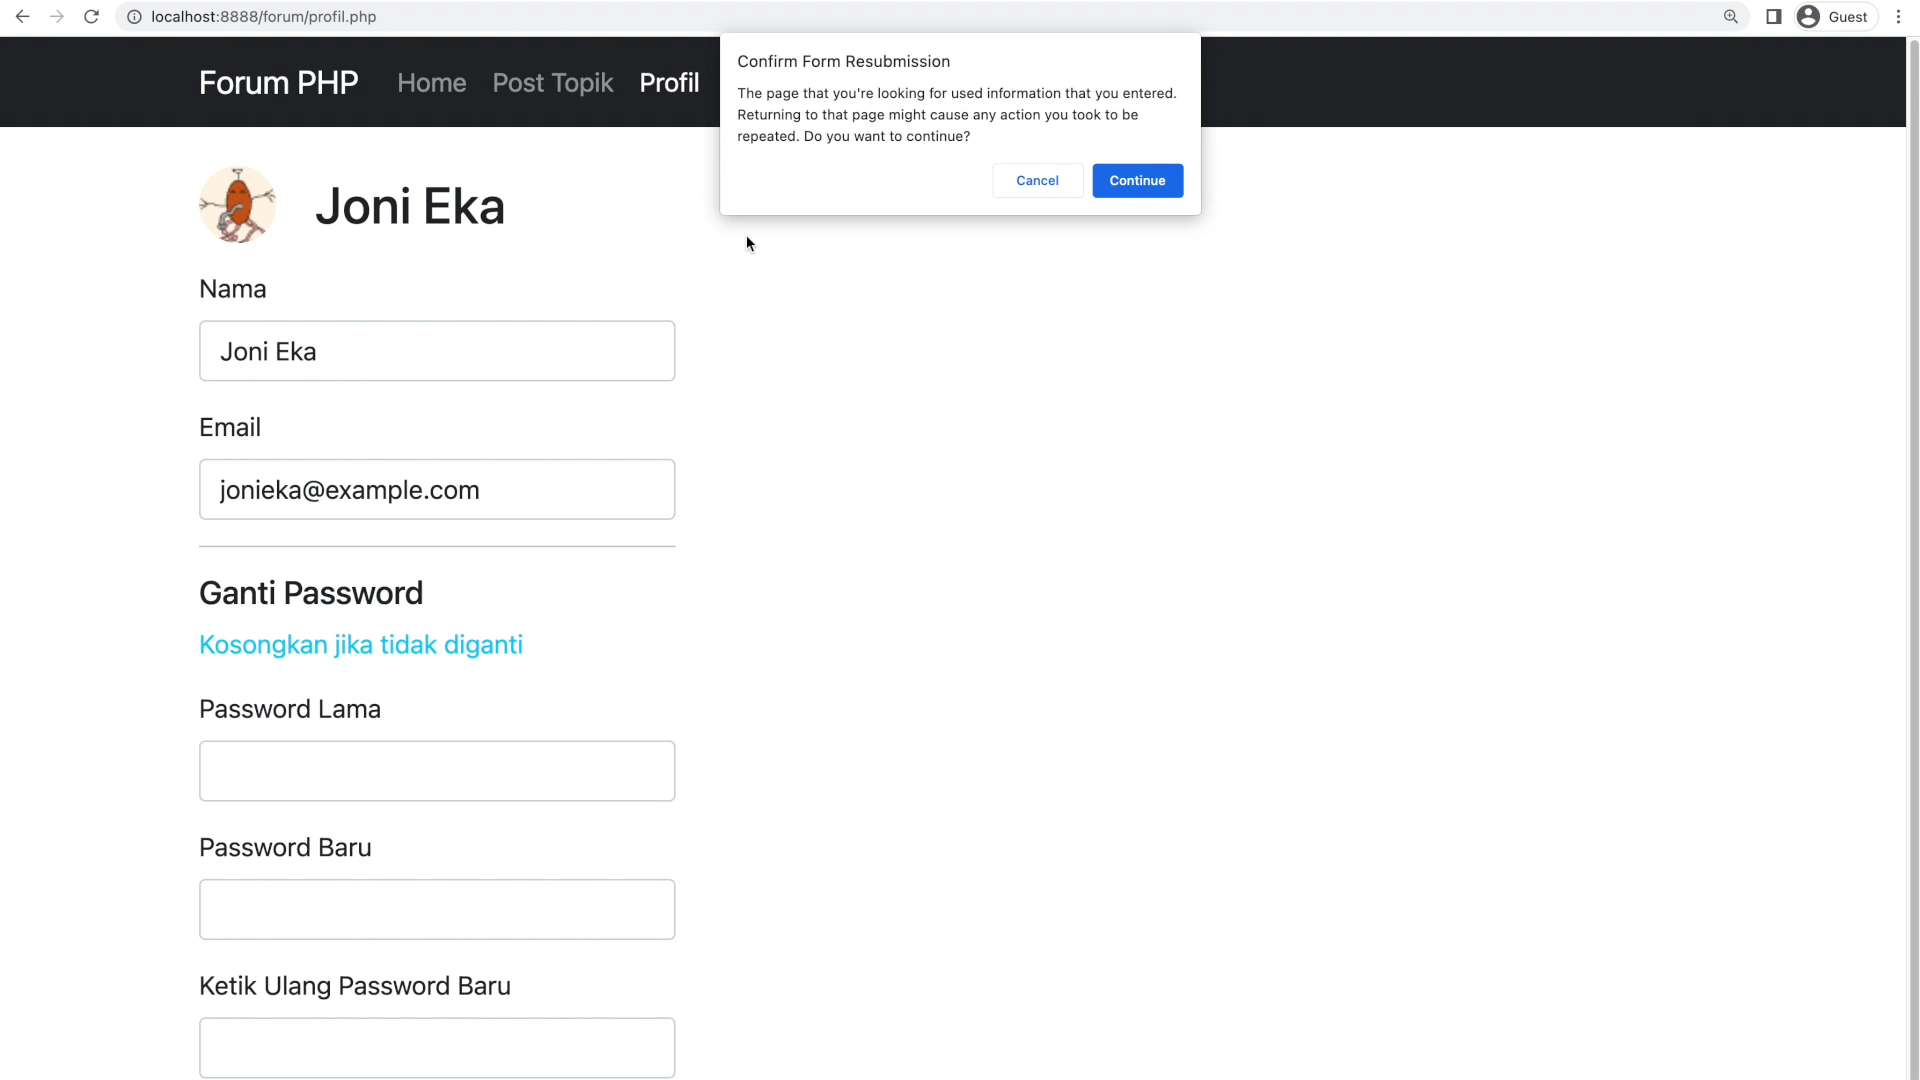 localhost:8888/forum/profil.php
Guest
Forum PHP Home Post Topik Profil
Confirm Form Resubmission
The page that you're looking for used information that you entered.
Returning to that page might cause any action you took to be
repeated. Do you want to continue?
Cancel Continue
Joni Eka
Nama
Joni Eka
Email
jonieka@example.com
Ganti Password
Kosongkan jika tidak diganti
Password Lama
Password Baru
Ketik Ulang Password Baru